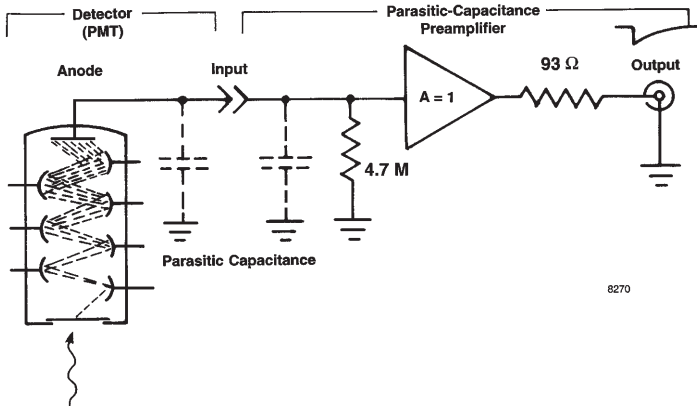 Detector
(PMT)
Parasitic-Capacitance
Preamplifier
Anode
Input
93 Ω
Output
A = 1
4.7 M
Parasitic Capacitance
8270